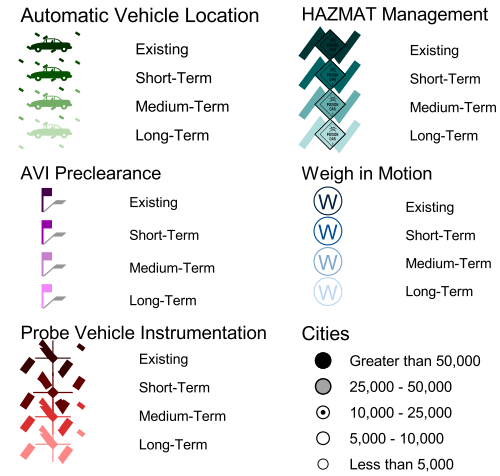 Automatic Vehicle Location
Existing
Short-Term
Medium-Term
Long-Term
HAZMAT Management
Existing
Short-Term
Medium-Term
Long-Term
AVI Preclearance
Existing
Short-Term
Medium-Term
Long-Term
Weigh in Motion
W Existing
W Short-Term
W Medium-Term
W Long-Term
Probe Vehicle Instrumentation
Existing
Short-Term
Medium-Term
Long-Term
Cities
Greater than 50,000
25,000 - 50,000
10,000 - 25,000
5,000 - 10,000
Less than 5,000